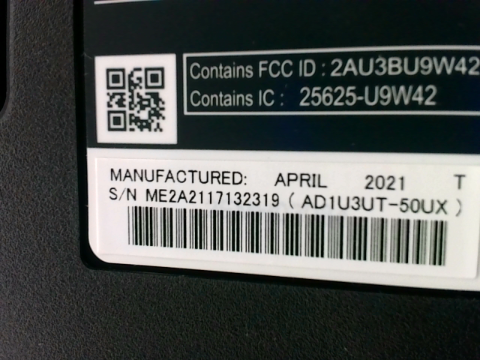 Contains FCC ID : 2AU3BU9W42
Contains IC : 25625-U9W42
MANUFACTURED: APRIL 2021 T
S/N ME2A2117132319 ( AD1U3UT-50UX )